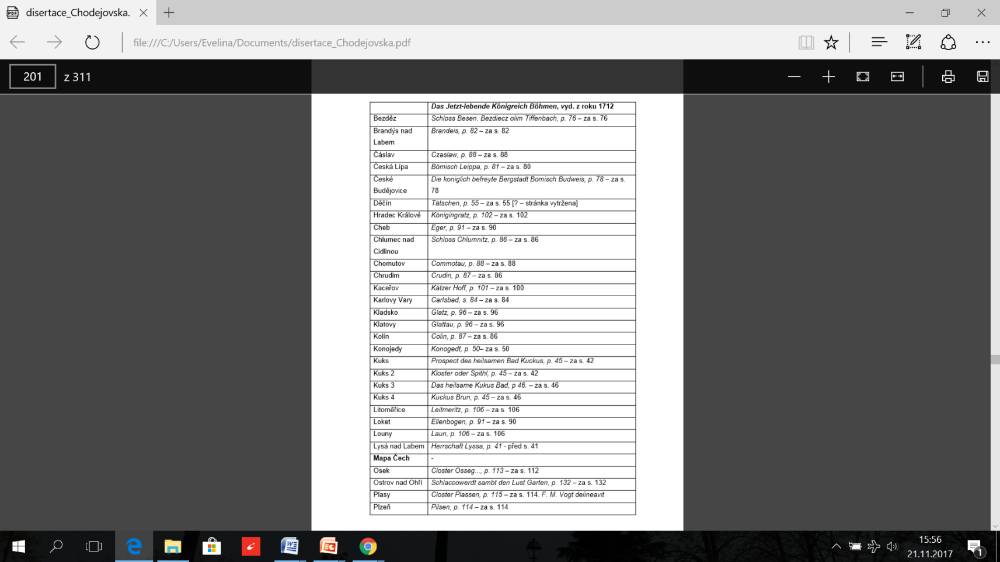 disertace_Chodejovska.
file:///C:/Users/Evelina/Documents/disertace_Chodejovska.pdf
201 z 311
Das Jetzt-lebende Königreich Böhmen, vyd. z roku 1712
Bezděz Schloss Besen. Bezdiecz olim Tiffenbach, p. 76 – za s. 76
Brandýs nad Brandeis, p. 82 – za s. 82
Labem
Čáslav Czaslaw, p. 88 – za s. 88
Česká Lípa Bömisch Leippa, p. 81 – za s. 80
České Die koniglich befreyte Bergstadt Bomisch Budweis, p. 78 – za s.
Budějovice 78
Děčín Tätschen, p. 55 – za s. 55 [? – stránka vytržena]
Hradec Králové Königingratz, p. 102 – za s. 102
Cheb Eger, p. 91 – za s. 90
Chlumec nad Schloss Chlumnitz, p. 86 – za s. 86
Cidlinou
Chomutov Commotau, p. 88 – za s. 88
Chrudim Crudin, p. 87 – za s. 86
Kaceřov Kätzer Hoff, p. 101 – za s. 100
Karlovy Vary Carlsbad, s. 84 – za s. 84
Kladsko Glatz, p. 96 – za s. 96
Klatovy Glattau, p. 96 – za s. 96
Kolín Colin, p. 87 – za s. 86
Konojedy Konogedt, p. 50– za s. 50
Kuks Prospect des heilsamen Bad Kuckus, p. 45 – za s. 42
Kuks 2 Kloster oder Spithl, p. 45 – za s. 42
Kuks 3 Das heilsame Kukus Bad, p 46. – za s. 46
Kuks 4 Kuckus Brun, p. 45 – za s. 46
Litoměřice Leitmeritz, p. 106 – za s. 106
Loket Ellenbogen, p. 91 – za s. 90
Louny Laun, p. 106 – za s. 106
Lysá nad Labem Herrschaft Lyssa, p. 41 - před s. 41
Mapa Čech -
Osek Closter Osseg..., p. 113 – za s. 112
Ostrov nad Ohří Schlaccowerdt sambt den Lust Garten, p. 132 – za s. 132
Plasy Closter Plassen, p. 115 – za s. 114. F. M. Vogt delineavit
Plzeň Pilsen, p. 114 – za s. 114
15:56
21.11.2017
1